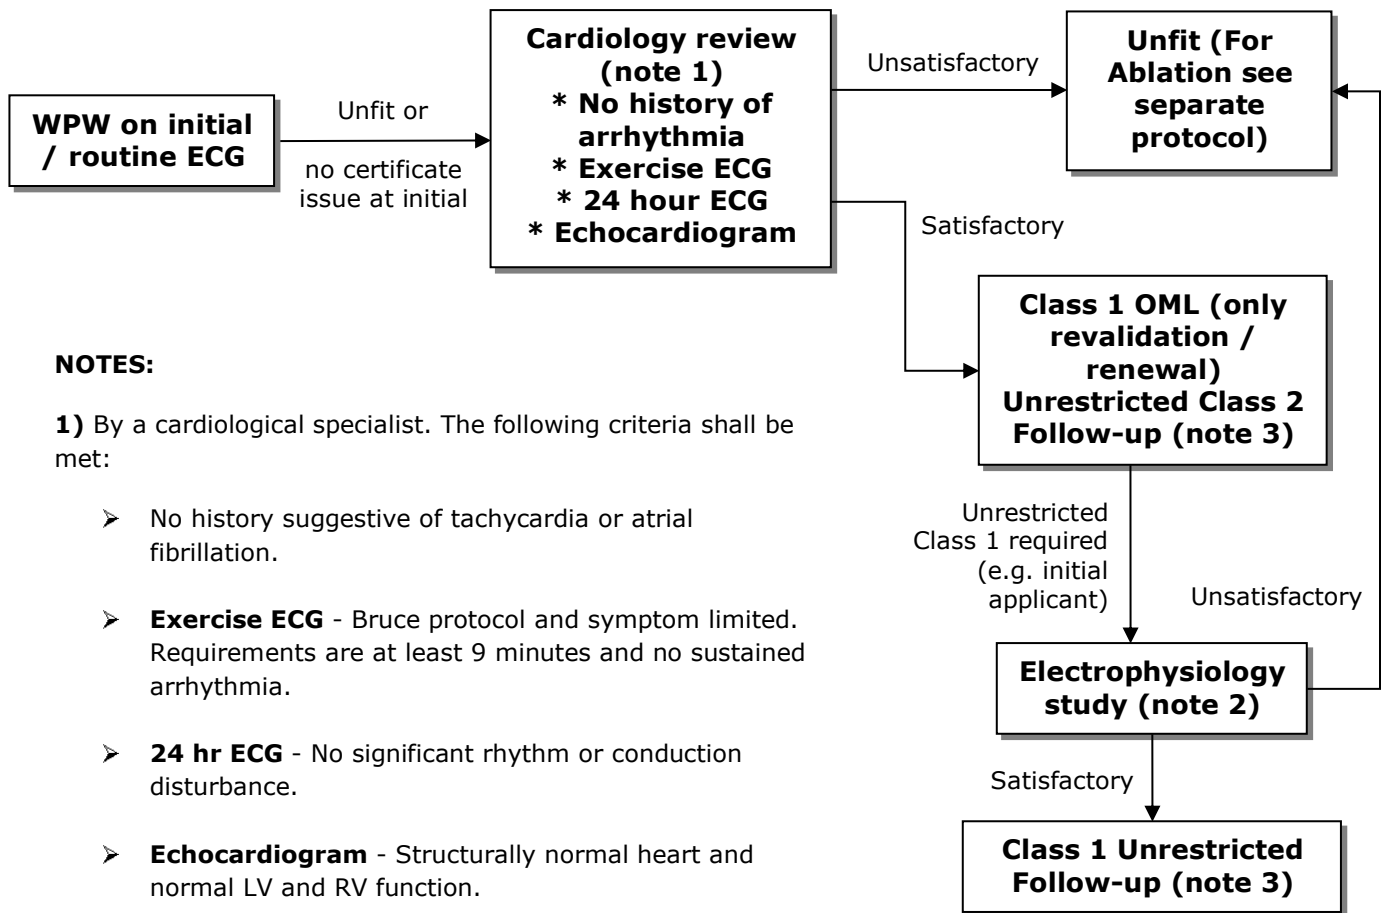 WPW on initial
/ routine ECG
Unfit or
no certificate
issue at initial
Cardiology review
(note 1)
* No history of
arrhythmia
* Exercise ECG
* 24 hour ECG
* Echocardiogram
Unsatisfactory
Unfit (For
Ablation see
separate
protocol)
Satisfactory
Class 1 OML (only
revalidation /
renewal)
Unrestricted Class 2
Follow-up (note 3)
Unrestricted
Class 1 required
(e.g. initial
applicant)
Unsatisfactory
Electrophysiology
study (note 2)
Satisfactory
Class 1 Unrestricted
Follow-up (note 3)
NOTES:
1) By a cardiological specialist. The following criteria shall be
met:
➢ No history suggestive of tachycardia or atrial
fibrillation.
➢ Exercise ECG - Bruce protocol and symptom limited.
Requirements are at least 9 minutes and no sustained
arrhythmia.
➢ 24 hr ECG - No significant rhythm or conduction
disturbance.
➢ Echocardiogram - Structurally normal heart and
normal LV and RV function.